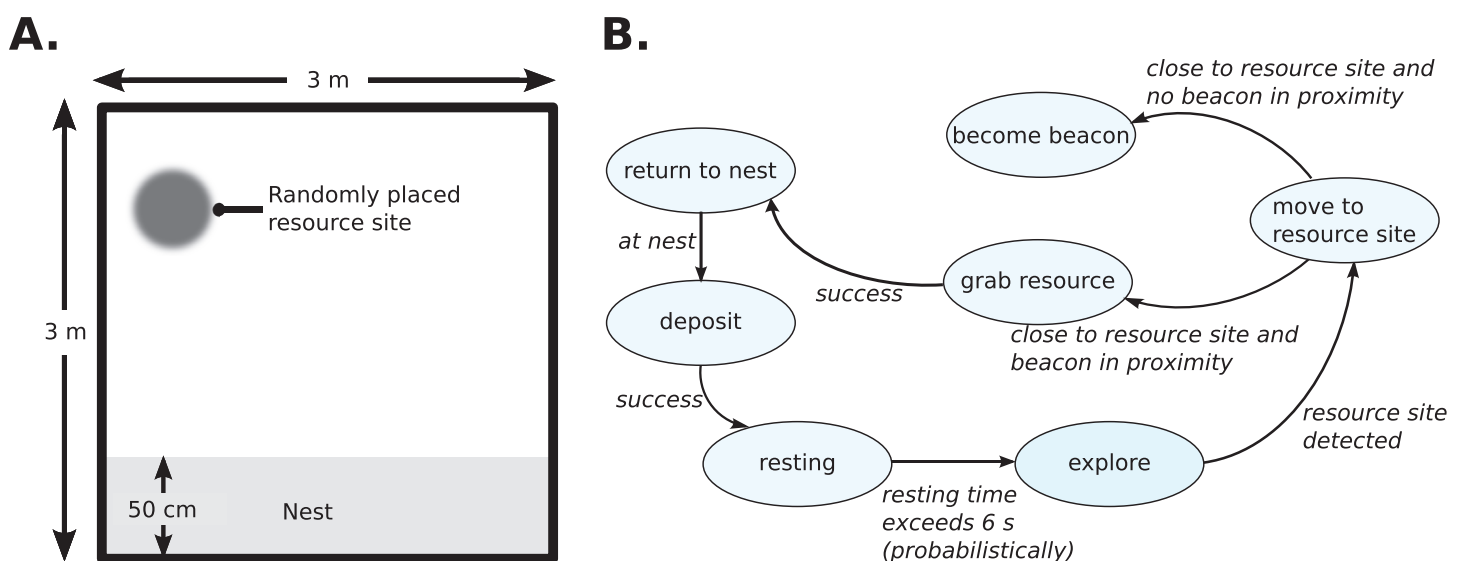 A.
3 m
3 m
Randomly placed
resource site
50 cm
Nest
B.
close to resource site and
no beacon in proximity
become beacon
return to nest
move to
resource site
at nest
grab resource
success
deposit
close to resource site and
beacon in proximity
success
resource site
detected
resting
explore
resting time
exceeds 6 s
(probabilistically)